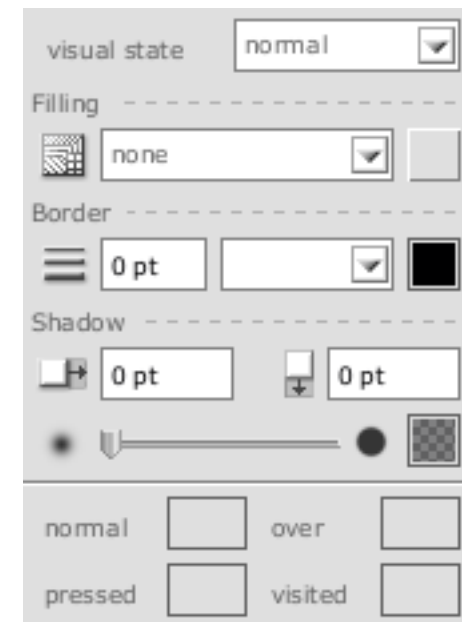 visual state normal
Filling
none
Border
0 pt
Shadow
0 pt 0 pt
normal over
pressed visited